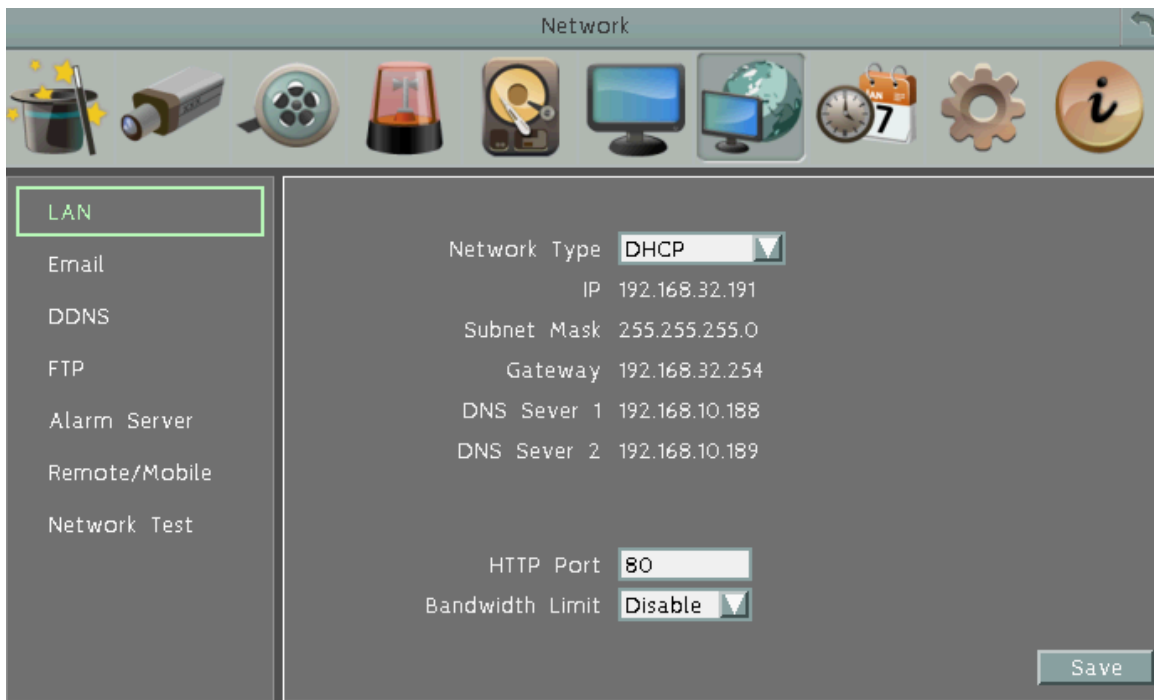 Network
JAN
7
i
LAN
Email
DDNS
FTP
Alarm Server
Remote/Mobile
Network Test
Network Type DHCP
IP 192.168.32.191
Subnet Mask 255.255.255.0
Gateway 192.168.32.254
DNS Sever 1 192.168.10.188
DNS Sever 2 192.168.10.189
HTTP Port 80
Bandwidth Limit Disable
Save